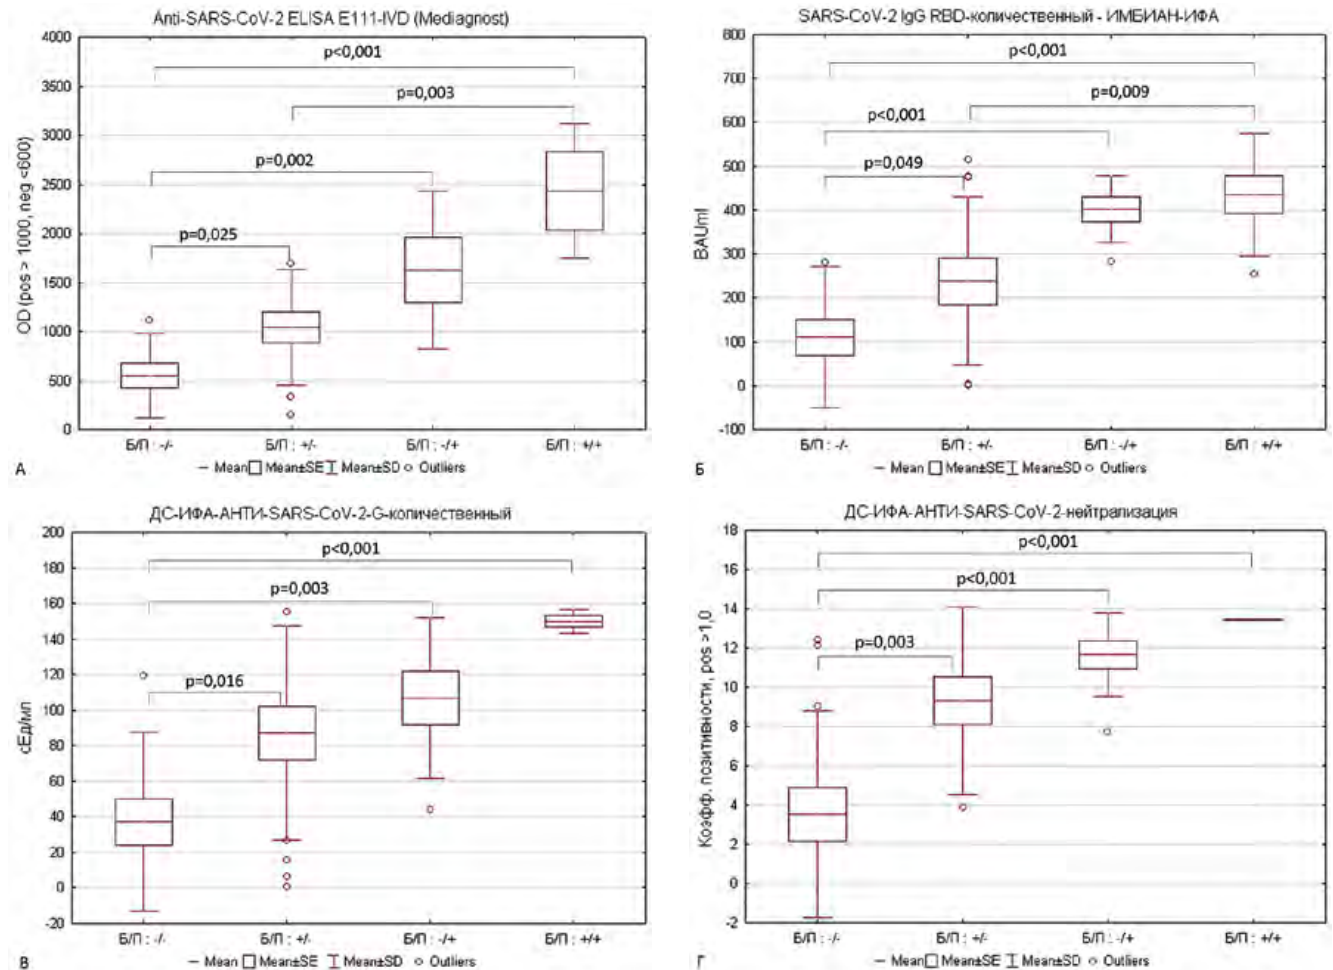 Anti-SARS-CoV-2 ELISA E111-IVD (Mediagnost)
OD (pos > 1000, neg <600)
4000
3500
3000
2500
2000
1500
1000
500
0
p<0,001
p=0,003
p=0,002
p=0,025
Б/П : -/-
Б/П : +/-
Б/П : -/+
Б/П : +/+
А
Mean Mean±SE Mean±SD Outliers
SARS-CoV-2 IgG RBD-количественный - ИМБИАН-ИФА
BAUml
800
700
600
500
400
300
200
100
0
-100
p<0,001
p=0,009
p<0,001
p=0,049
Б/П : -/-
Б/П : +/-
Б/П : -/+
Б/П : +/+
Б
Mean Mean±SE Mean±SD Outliers
ДС-ИФА-АНТИ-SARS-CoV-2-G-количественный
сЕд/мл
200
180
160
140
120
100
80
60
40
20
0
-20
p<0,001
p=0,003
p=0,016
Б/П : -/-
Б/П : +/-
Б/П : -/+
Б/П : +/+
В
Mean Mean±SE Mean±SD Outliers
ДС-ИФА-АНТИ-SARS-CoV-2-нейтрализация
Коэфф. позитивности, pos >1,0
18
16
14
12
10
8
6
4
2
0
-2
p<0,001
p<0,001
p=0,003
Б/П : -/-
Б/П : +/-
Б/П : -/+
Б/П : +/+
Г
Mean Mean±SE Mean±SD Outliers